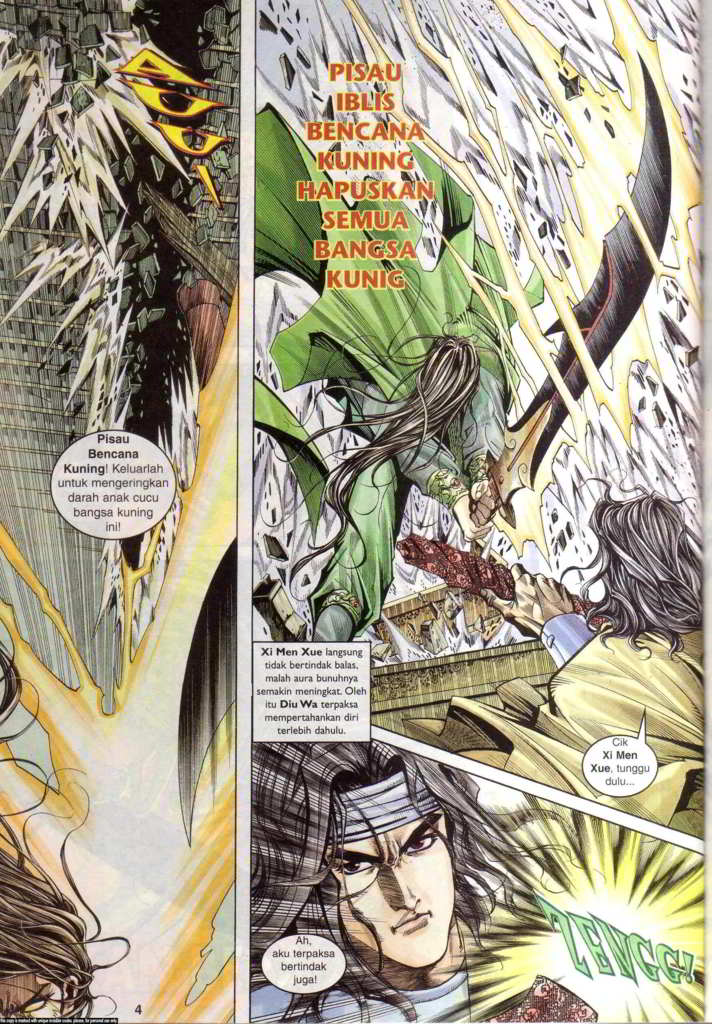 ZUU!
Pisau
Bencana
Kuning! Keluarlah
untuk mengeringkan
darah anak cucu
bangsa kuning
ini!
PISAU
IBLIS
BENCANA
KUNING
HAPUSKAN
SEMUA
BANGSA
KUNIG
Xi Men Xue langsung
tidak bertindak balas,
malah aura bunuhnya
semakin meningkat. Oleh
itu Diu Wa terpaksa
mempertahankan diri
terlebih dahulu.
Cik
Xi Men
Xue, tunggu
dulu...
Ah,
aku terpaksa
bertindak
juga!
ZENGG!
4